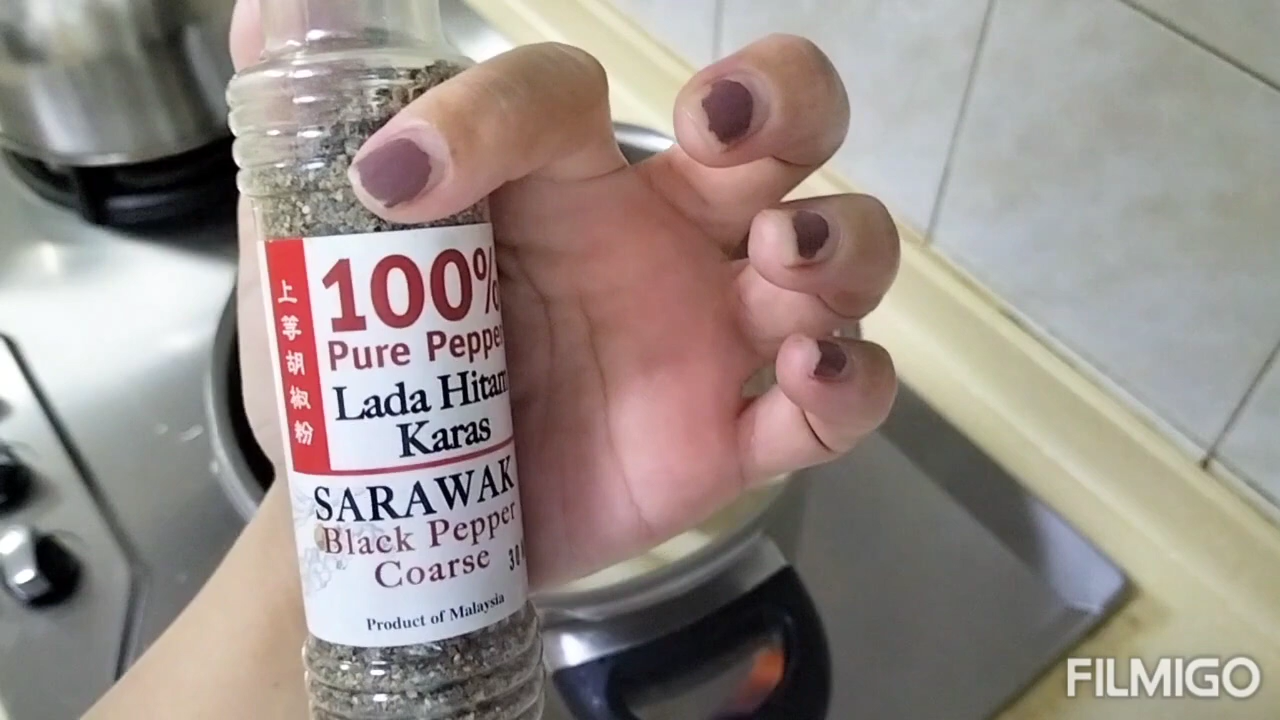 上等胡椒粉
100%
Pure Pepper
Lada Hitam
Karas
SARAWAK
Black Pepper
Coarse
Product of Malaysia
FILMIGO